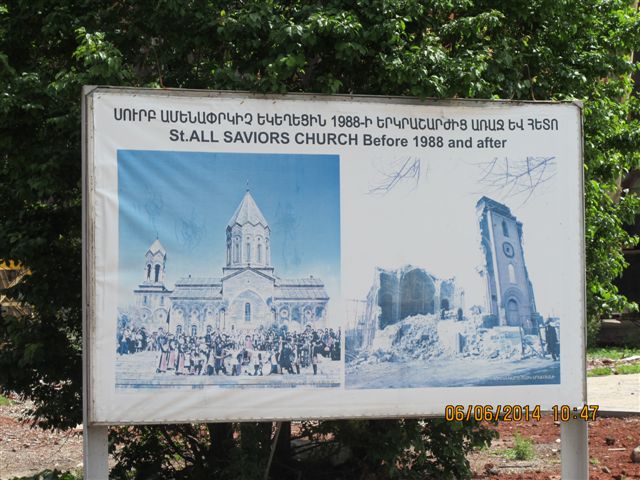 ՍՈՒՐԲ ԱՄԵՆԱՓՐԿԻՉ ԵԿԵՂԵՑԻՆ 1988-Ի ԵՐԿՐԱՇԱՐԺԻՑ ԱՌԱՋ ԵՎ ՀԵՏՈ
St.ALL SAVIORS CHURCH Before 1988 and after
06/06/2014 10:47